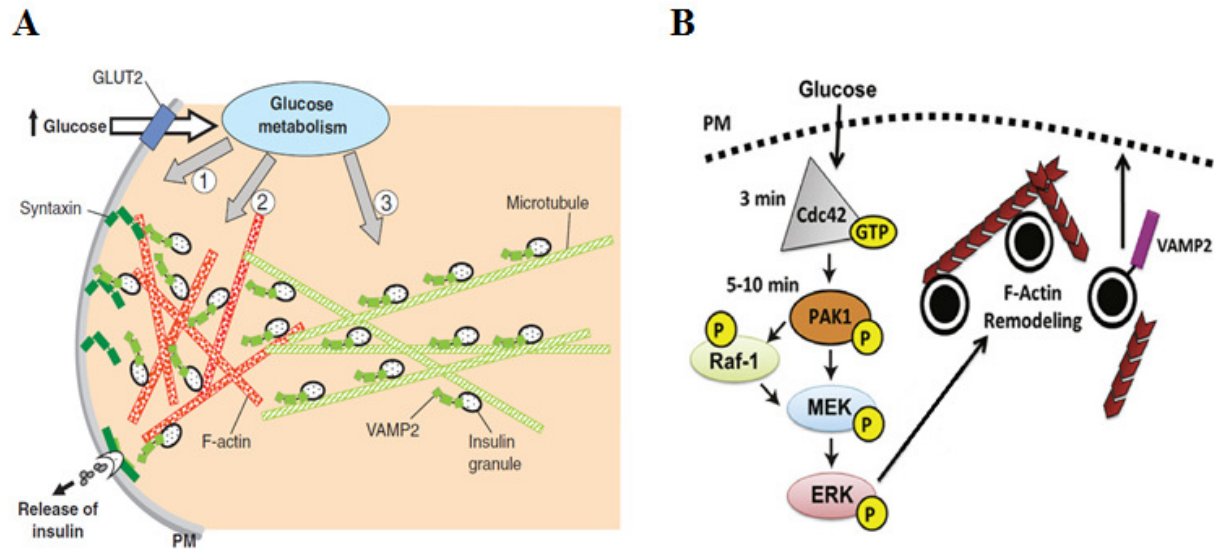 A
GLUT2
Glucose
Glucose
metabolism
1
2
3
Syntaxin
Microtubule
F-actin
VAMP2
Insulin
granule
Release of
insulin
PM
B
Glucose
PM
3 min
Cdc42
GTP
5-10 min
PAK1
P
P
Raf-1
MEK
P
ERK
P
VAMP2
F-Actin
Remodeling